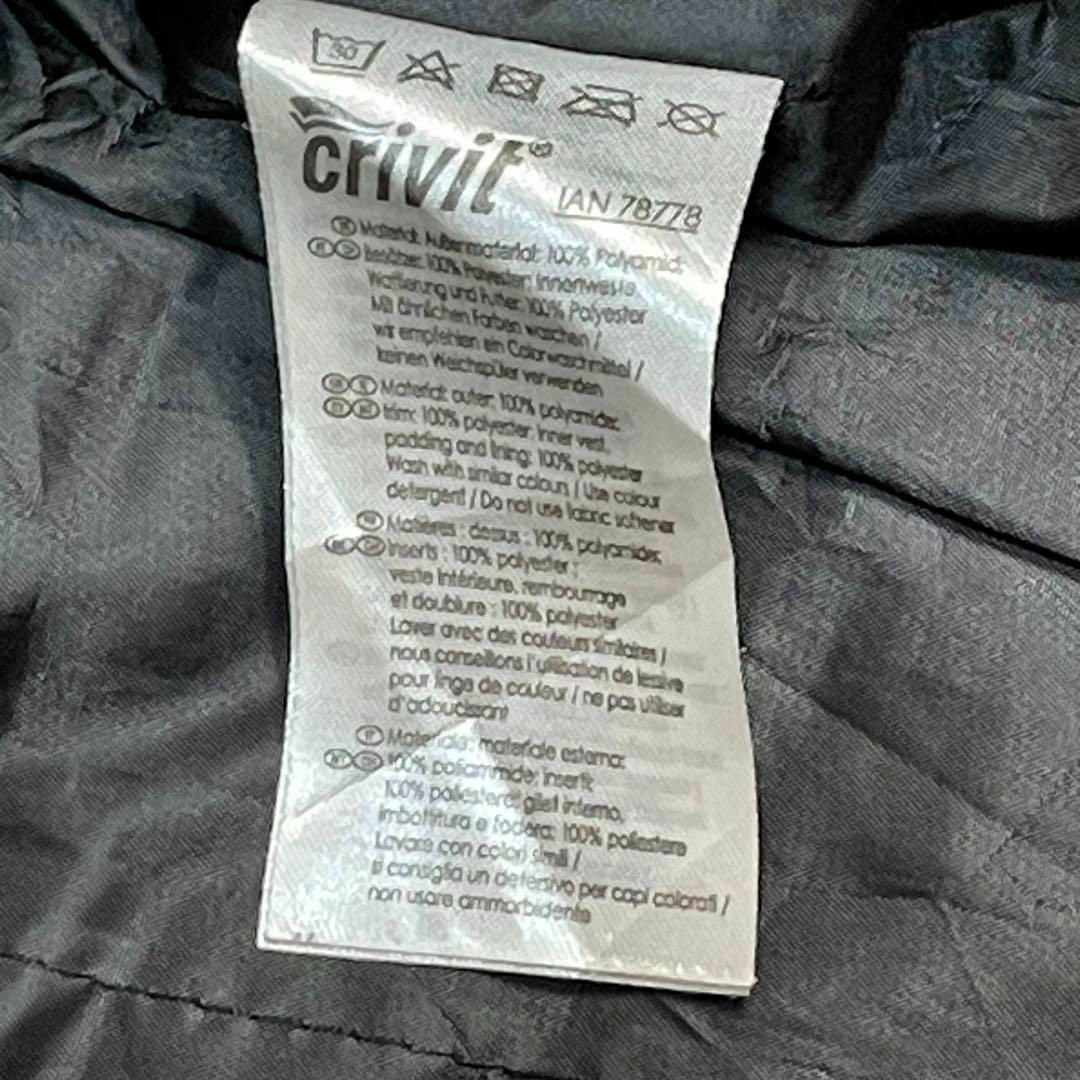 30
crivit®
IAN 78778
DE Material: Außenmaterial: 100% Polyamid;
Besätze: 100% Polyester; Innenweste
Wattierung und Futter: 100% Polyester
Mit ähnlichen Farben waschen /
wir empfehlen ein Colorwaschmittel /
keinen Weichspüler verwenden
Material: outer: 100% polyamide;
trim: 100% polyester, inner vest,
padding and lining: 100% polyester
Wash with similar colours / Use colour
detergent / Do not use fabric softener
Matières : dessus : 100% polyamide;
inserts : 100% polyester ;
veste intérieure, rembourrage
et doublure : 100% polyester
Laver avec des couleurs similaires /
nous conseillons l'utilisation de lessive
pour linge de couleur / ne pas utiliser
d'adoucissant
IT Materiale: materiale esterno:
100% poliammide; inserti:
100% poliestere; gilet interno,
imbottitura e fodera: 100% poliestere
Lavare con colori simili /
si consiglia un detersivo per capi colorati /
non usare ammorbidente